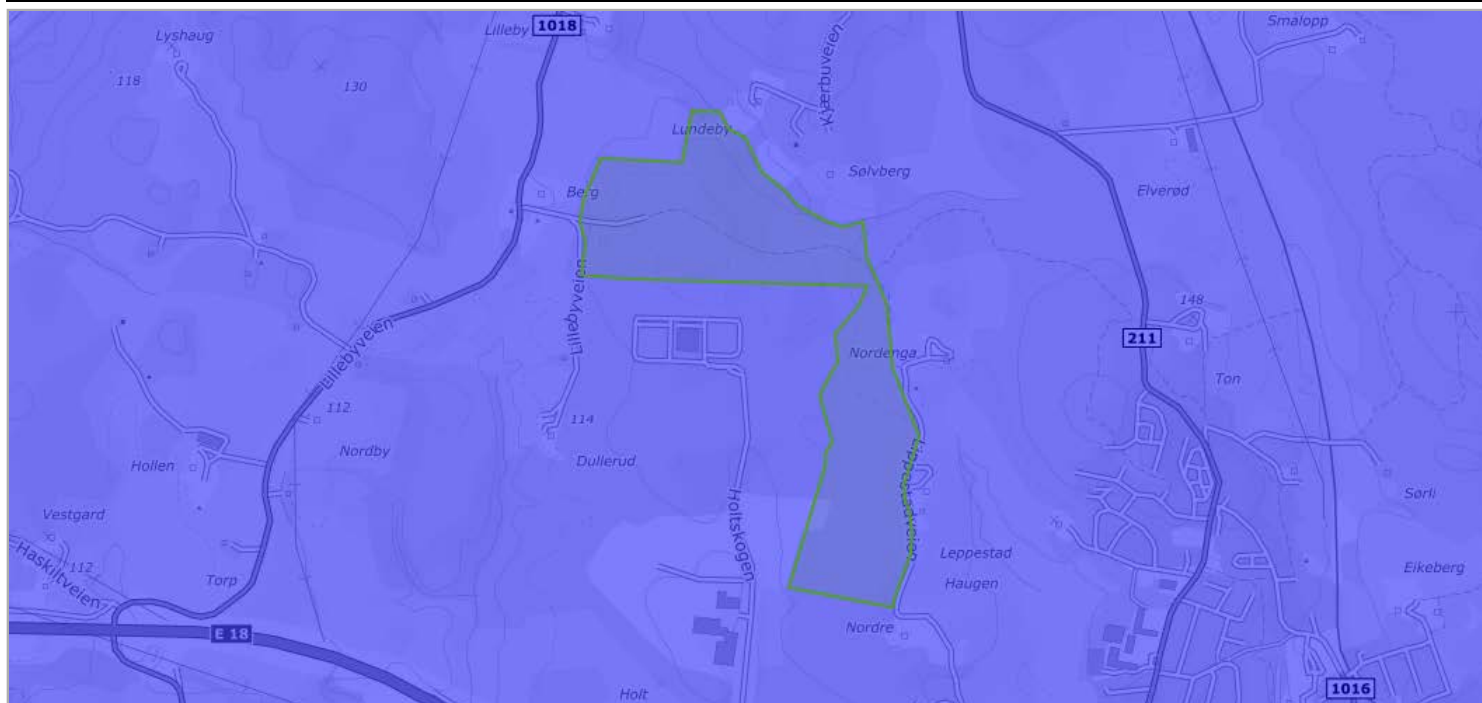 Lyshaug
Lilleby
1018
Smalopp
118
130
Kjærbuveien
Lundeby
Sølvberg
Berg
Elverød
Lillebyveien
148
211
Lillebyveien
Nordenga
Ton
112
114
Nordby
Hollen
Dullerud
Leppestadveien
Sørli
Vestgard
Holtskogen
Haskiltveien
112
Torp
Leppestad
Haugen
Eikeberg
E 18
Nordre
Holt
1016